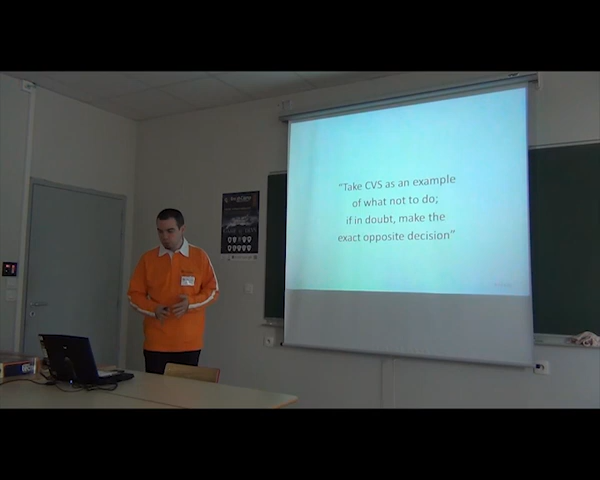 “Take CVS as an example
of what not to do;
if in doubt, make the
exact opposite decision”